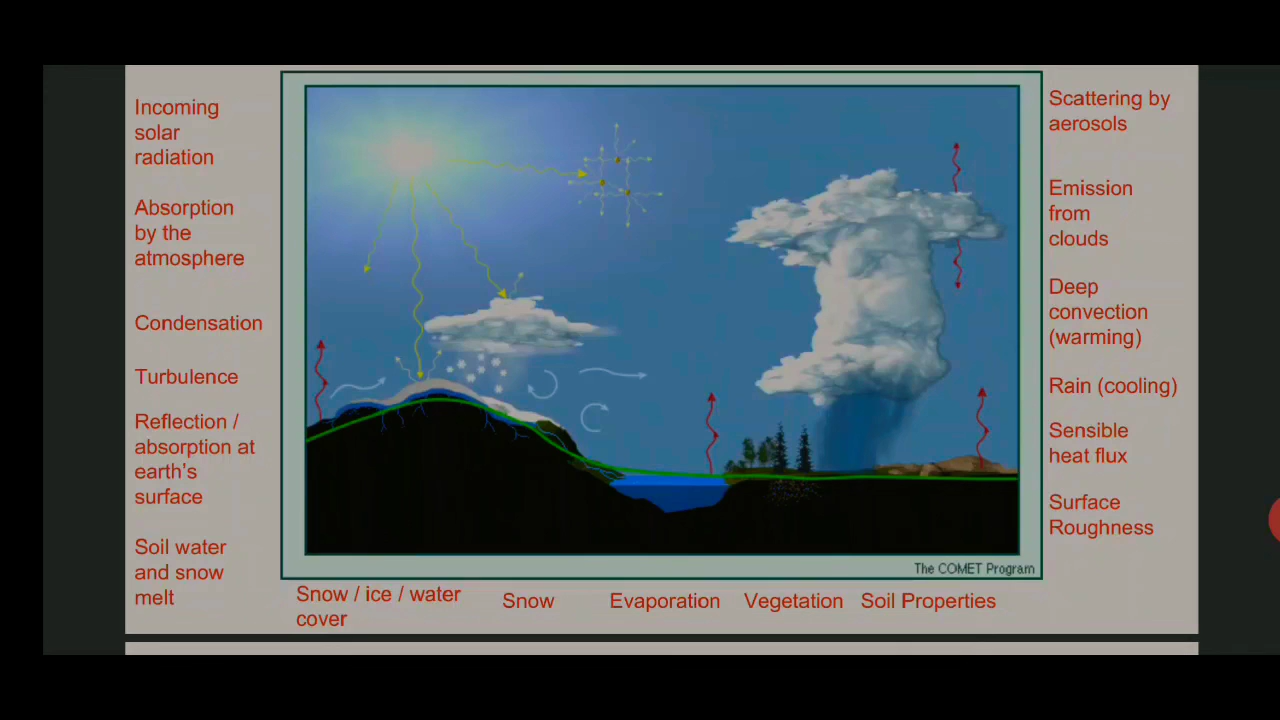 Incoming
solar
radiation
Absorption
by the
atmosphere
Condensation
Turbulence
Reflection /
absorption at
earth's
surface
Soil water
and snow
melt
Scattering by
aerosols
Emission
from
clouds
Deep
convection
(warming)
Rain (cooling)
Sensible
heat flux
Surface
Roughness
The COMET Program
Snow / ice / water
cover
Snow
Evaporation
Vegetation
Soil Properties